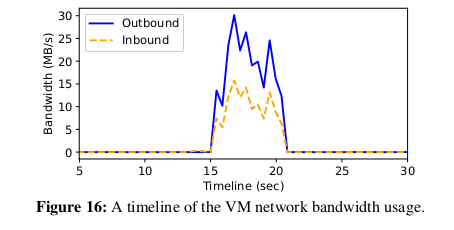 30
25
20
15
10
5
0
Bandwidth (MB/s)
Outbound
Inbound
5 10 15 20 25 30
Timeline (sec)
Figure 16: A timeline of the VM network bandwidth usage.